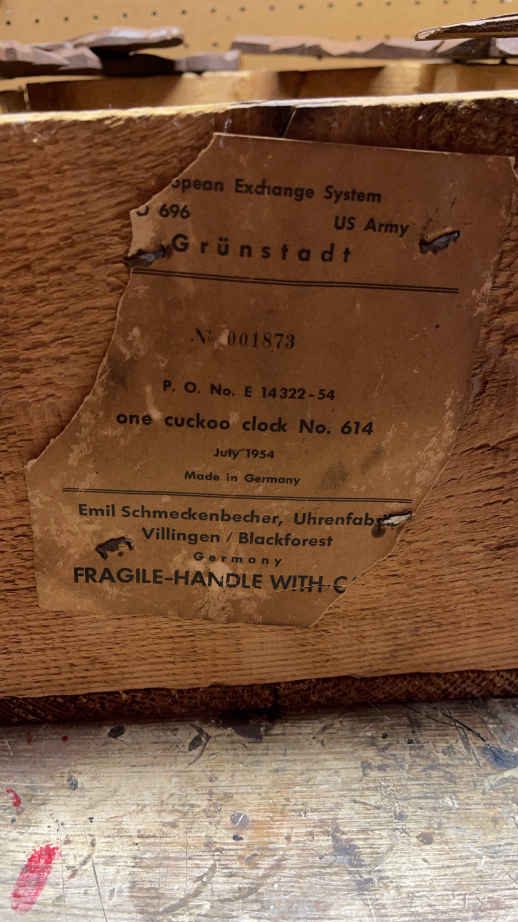 opean Exchange System
696
US Army
Grünstadt
No 001873
P. O. No. E 14322-54
one cuckoo clock No. 614
July 1954
Made in Germany
Emil Schmeckenbecher, Uhrenfab
Villingen / Blackforest
Germany
FRAGILE-HANDLE WITH C